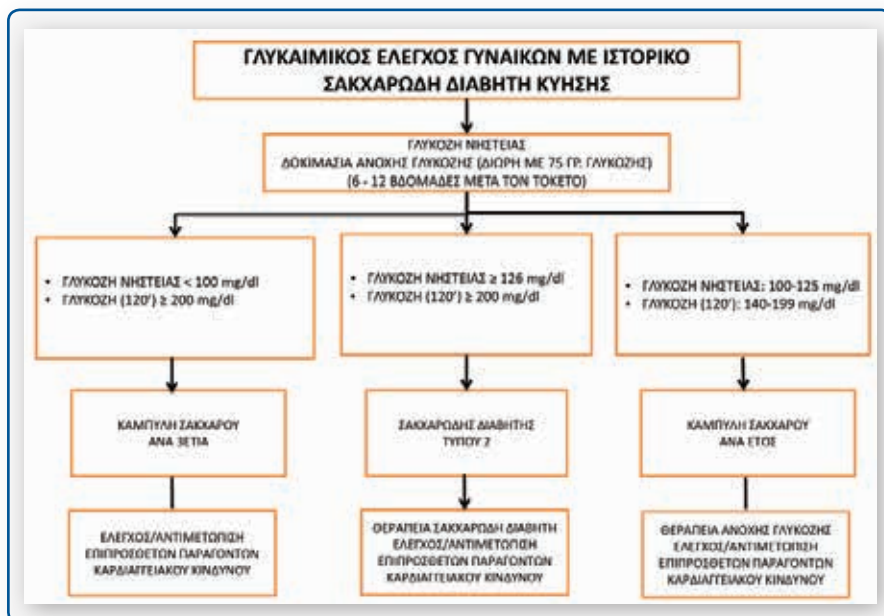 ΓΛΥΚΑΙΜΙΚΟΣ ΕΛΕΓΧΟΣ ΓΥΝΑΙΚΩΝ ΜΕ ΙΣΤΟΡΙΚΟ
ΣΑΚΧΑΡΩΔΗ ΔΙΑΒΗΤΗ ΚΥΗΣΗΣ
ΓΛΥΚΟΖΗ ΝΗΣΤΕΙΑΣ
ΔΟΚΙΜΑΣΙΑ ΑΝΟΧΗΣ ΓΛΥΚΟΖΗΣ (ΔΙΩΡΗ ΜΕ 75 ΓΡ. ΓΛΥΚΟΖΗΣ)
(6 - 12 ΒΔΟΜΑΔΕΣ ΜΕΤΑ ΤΟΝ ΤΟΚΕΤΟ)
• ΓΛΥΚΟΖΗ ΝΗΣΤΕΙΑΣ < 100 mg/dl
• ΓΛΥΚΟΖΗ (120') ≥ 200 mg/dl
• ΓΛΥΚΟΖΗ ΝΗΣΤΕΙΑΣ ≥ 126 mg/dl
• ΓΛΥΚΟΖΗ (120') ≥ 200 mg/dl
• ΓΛΥΚΟΖΗ ΝΗΣΤΕΙΑΣ: 100-125 mg/dl
• ΓΛΥΚΟΖΗ (120'): 140-199 mg/dl
ΚΑΜΠΥΛΗ ΣΑΚΧΑΡΟΥ
ΑΝΑ 3ΕΤΙΑ
ΣΑΚΧΑΡΩΔΗΣ ΔΙΑΒΗΤΗΣ
ΤΥΠΟΥ 2
ΚΑΜΠΥΛΗ ΣΑΚΧΑΡΟΥ
ΑΝΑ ΕΤΟΣ
ΕΛΕΓΧΟΣ/ΑΝΤΙΜΕΤΩΠΙΣΗ
ΕΠΙΠΡΟΣΘΕΤΩΝ ΠΑΡΑΓΟΝΤΩΝ
ΚΑΡΔΙΑΓΓΕΙΑΚΟΥ ΚΙΝΔΥΝΟΥ
ΘΕΡΑΠΕΙΑ ΣΑΚΧΑΡΩΔΗ ΔΙΑΒΗΤΗ
ΕΛΕΓΧΟΣ/ΑΝΤΙΜΕΤΩΠΙΣΗ
ΕΠΙΠΡΟΣΘΕΤΩΝ ΠΑΡΑΓΟΝΤΩΝ
ΚΑΡΔΙΑΓΓΕΙΑΚΟΥ ΚΙΝΔΥΝΟΥ
ΘΕΡΑΠΕΙΑ ΑΝΟΧΗΣ ΓΛΥΚΟΖΗΣ
ΕΛΕΓΧΟΣ/ΑΝΤΙΜΕΤΩΠΙΣΗ
ΕΠΙΠΡΟΣΘΕΤΩΝ ΠΑΡΑΓΟΝΤΩΝ
ΚΑΡΔΙΑΓΓΕΙΑΚΟΥ ΚΙΝΔΥΝΟΥ